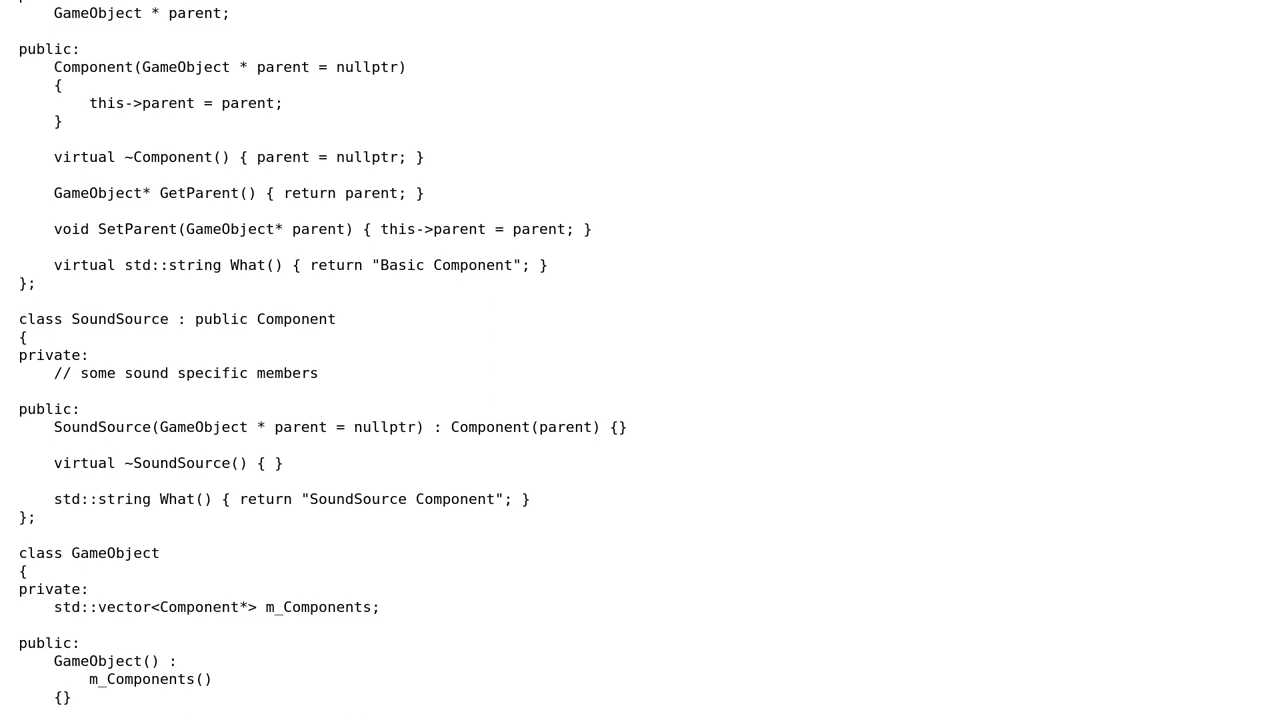 GameObject * parent;
public:
Component(GameObject * parent = nullptr)
{
this->parent = parent;
}
virtual ~Component() { parent = nullptr; }
GameObject* GetParent() { return parent; }
void SetParent(GameObject* parent) { this->parent = parent; }
virtual std::string What() { return "Basic Component"; }
};
class SoundSource : public Component
{
private:
// some sound specific members
public:
SoundSource(GameObject * parent = nullptr) : Component(parent) {}
virtual ~SoundSource() { }
std::string What() { return "SoundSource Component"; }
};
class GameObject
{
private:
std::vector<Component*> m_Components;
public:
GameObject() :
m_Components()
{}